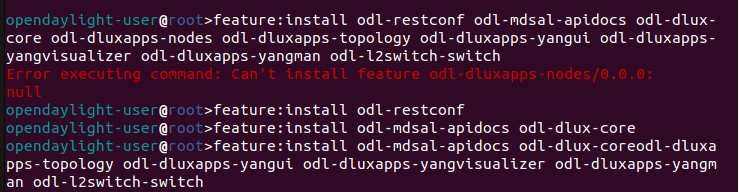 opendaylight-user@root>feature:install odl-restconf odl-mdsal-apidocs odl-dlux-
core odl-dluxapps-nodes odl-dluxapps-topology odl-dluxapps-yangui odl-dluxapps-
yangvisualizer odl-dluxapps-yangman odl-l2switch-switch
Error executing command: Can't install feature odl-dluxapps-nodes/0.0.0:
null
opendaylight-user@root>feature:install odl-restconf
opendaylight-user@root>feature:install odl-mdsal-apidocs odl-dlux-core
opendaylight-user@root>feature:install odl-mdsal-apidocs odl-dlux-coreodl-dluxa
pps-topology odl-dluxapps-yangui odl-dluxapps-yangvisualizer odl-dluxapps-yangm
an odl-l2switch-switch